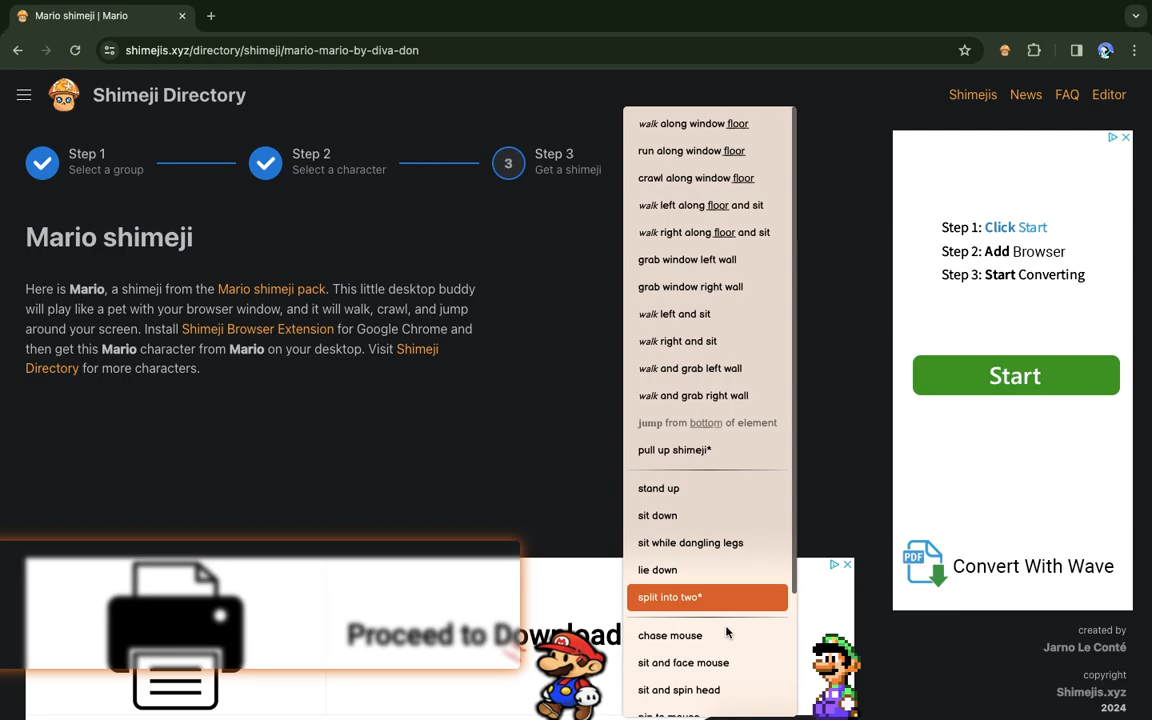 Mario shimeji | Mario
shimejis.xyz/directory/shimeji/mario-mario-by-diva-don
Shimeji Directory
Shimejis News FAQ Editor
Step 1
Select a group
Step 2
Select a character
3
Step 3
Get a shimeji
Mario shimeji
Here is Mario, a shimeji from the Mario shimeji pack. This little desktop buddy
will play like a pet with your browser window, and it will walk, crawl, and jump
around your screen. Install Shimeji Browser Extension for Google Chrome and
then get this Mario character from Mario on your desktop. Visit Shimeji
Directory for more characters.
Proceed to Download
walk along window floor
run along window floor
crawl along window floor
walk left along floor and sit
walk right along floor and sit
grab window left wall
grab window right wall
walk left and sit
walk right and sit
walk and grab left wall
walk and grab right wall
jump from bottom of element
pull up shimeji*
stand up
sit down
sit while dangling legs
lie down
split into two*
chase mouse
sit and face mouse
sit and spin head
Step 1: Click Start
Step 2: Add Browser
Step 3: Start Converting
Start
PDF
Convert With Wave
created by
Jarno Le Conté
copyright
Shimejis.xyz
2024